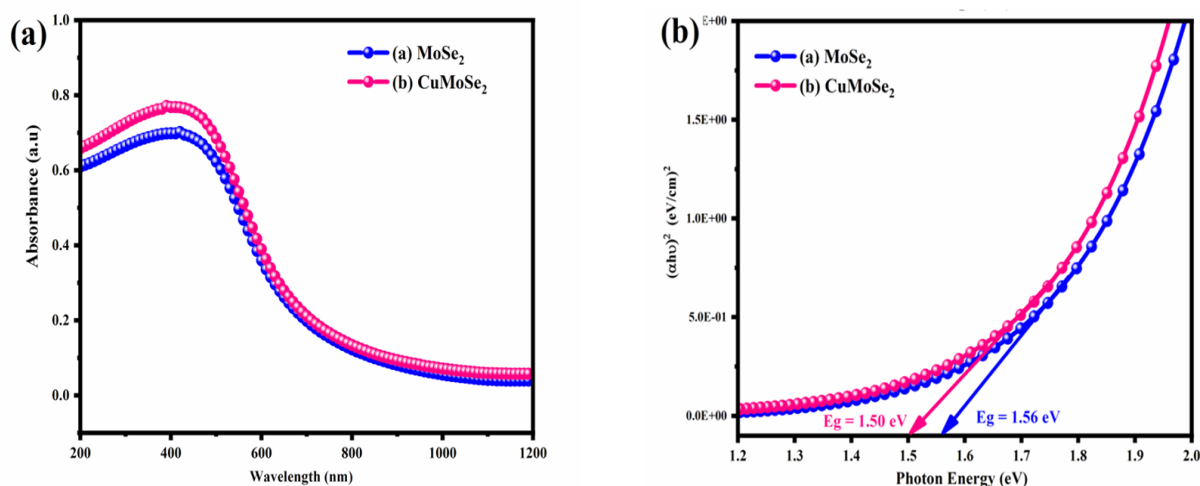 (a)
(a) MoSe2
(b) CuMoSe2
1.0
0.8
0.6
0.4
0.2
0.0
Absorbance (a.u)
200 400 600 800 1000 1200
Wavelength (nm)
(b)
(a) MoSe2
(b) CuMoSe2
E+00
1.5E+00
1.0E+00
5.0E-01
0.0E+00
(αhυ)² (eV/cm)²
Eg = 1.50 eV
Eg = 1.56 eV
1.2 1.3 1.4 1.5 1.6 1.7 1.8 1.9 2.0
Photon Energy (eV)